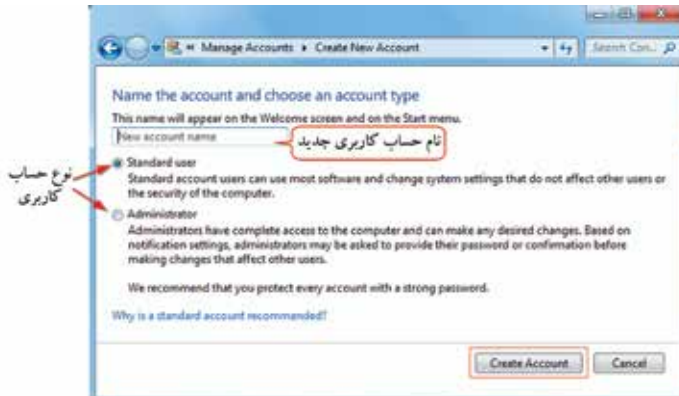 « Manage Accounts ▸ Create New Account
Search Con...
Name the account and choose an account type
This name will appear on the Welcome screen and on the Start menu.
New account name
نام حساب کاربری جدید
نوع حساب
کاربری
Standard user
Standard account users can use most software and change system settings that do not affect other users or
the security of the computer.
Administrator
Administrators have complete access to the computer and can make any desired changes. Based on
notification settings, administrators may be asked to provide their password or confirmation before
making changes that affect other users.
We recommend that you protect every account with a strong password.
Why is a standard account recommended?
Create Account
Cancel